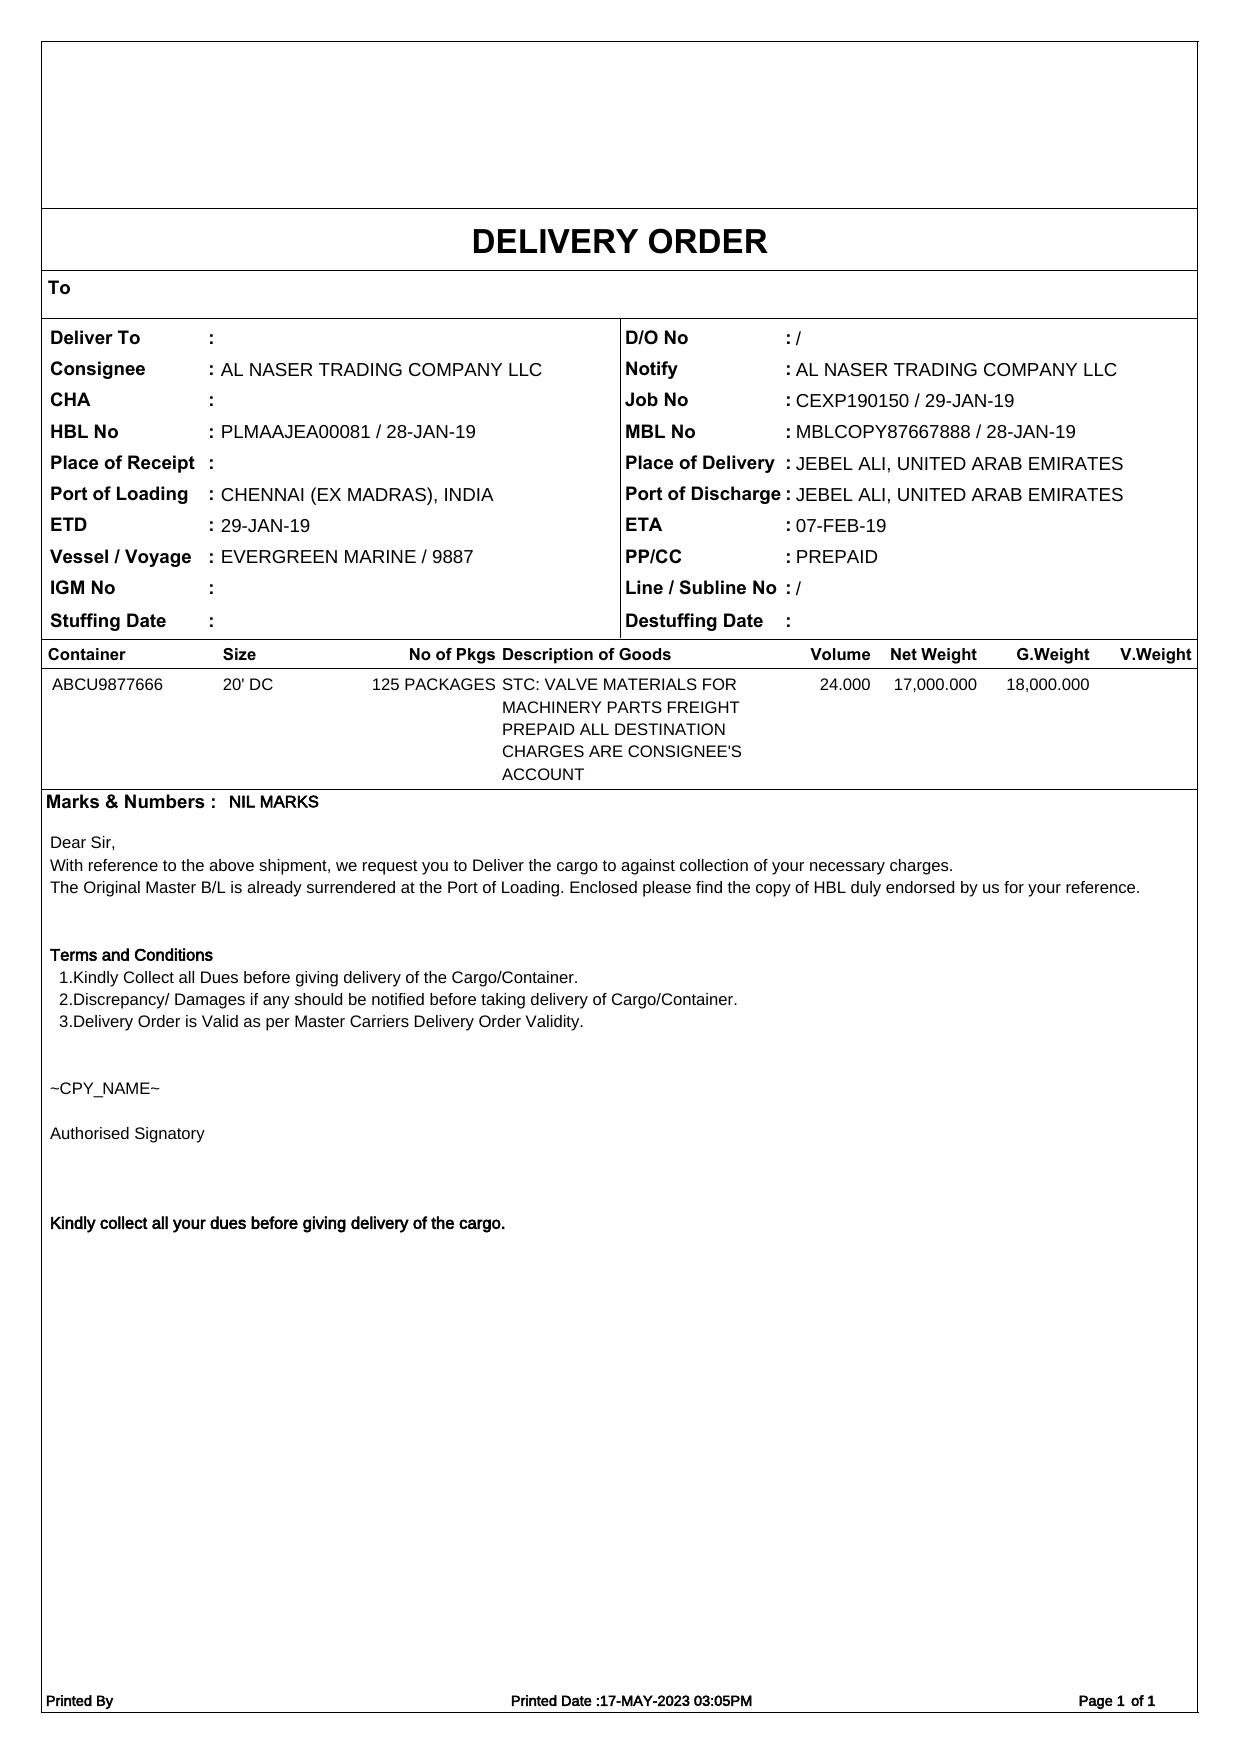 DELIVERY ORDER
To
Deliver To :
D/O No : /
Consignee : AL NASER TRADING COMPANY LLC
Notify : AL NASER TRADING COMPANY LLC
CHA :
Job No : CEXP190150 / 29-JAN-19
HBL No : PLMAAJEA00081 / 28-JAN-19
MBL No : MBLCOPY87667888 / 28-JAN-19
Place of Receipt :
Place of Delivery : JEBEL ALI, UNITED ARAB EMIRATES
Port of Loading : CHENNAI (EX MADRAS), INDIA
Port of Discharge : JEBEL ALI, UNITED ARAB EMIRATES
ETD : 29-JAN-19
ETA : 07-FEB-19
Vessel / Voyage : EVERGREEN MARINE / 9887
PP/CC : PREPAID
IGM No :
Line / Subline No : /
Stuffing Date :
Destuffing Date :
Container Size No of Pkgs Description of Goods Volume Net Weight G.Weight V.Weight
ABCU9877666 20' DC 125 PACKAGES STC: VALVE MATERIALS FOR 24.000 17,000.000 18,000.000
MACHINERY PARTS FREIGHT
PREPAID ALL DESTINATION
CHARGES ARE CONSIGNEE'S
ACCOUNT
Marks & Numbers : NIL MARKS
Dear Sir,
With reference to the above shipment, we request you to Deliver the cargo to against collection of your necessary charges.
The Original Master B/L is already surrendered at the Port of Loading. Enclosed please find the copy of HBL duly endorsed by us for your reference.
Terms and Conditions
1.Kindly Collect all Dues before giving delivery of the Cargo/Container.
2.Discrepancy/ Damages if any should be notified before taking delivery of Cargo/Container.
3.Delivery Order is Valid as per Master Carriers Delivery Order Validity.
~CPY_NAME~
Authorised Signatory
Kindly collect all your dues before giving delivery of the cargo.
Printed By Printed Date :17-MAY-2023 03:05PM Page 1 of 1